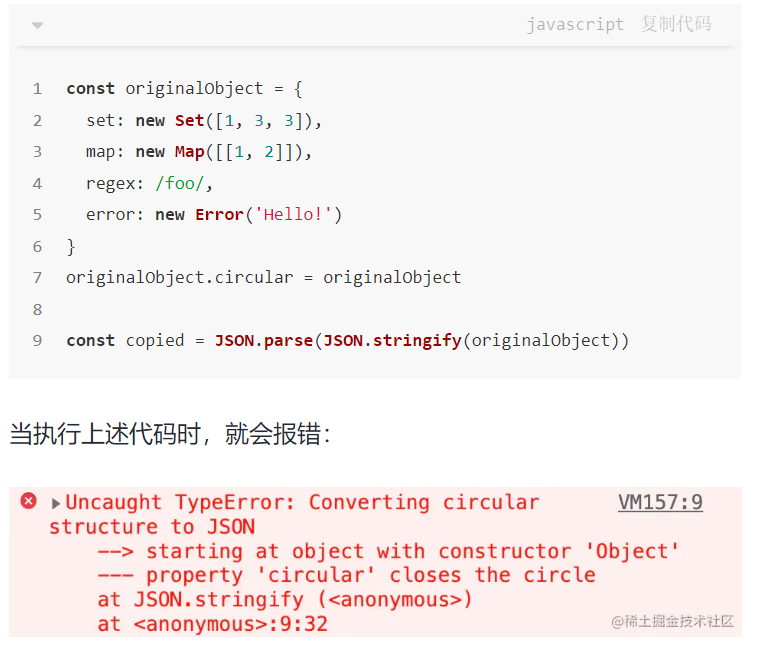 javascript 复制代码
1 const originalObject = {
2   set: new Set([1, 3, 3]),
3   map: new Map([[1, 2]]),
4   regex: /foo/,
5   error: new Error('Hello!')
6 }
7 originalObject.circular = originalObject
8
9 const copied = JSON.parse(JSON.stringify(originalObject))
当执行上述代码时，就会报错：
Uncaught TypeError: Converting circular VM157:9
structure to JSON
    --> starting at object with constructor 'Object'
    --- property 'circular' closes the circle
    at JSON.stringify (<anonymous>)
    at <anonymous>:9:32
@稀土掘金技术社区